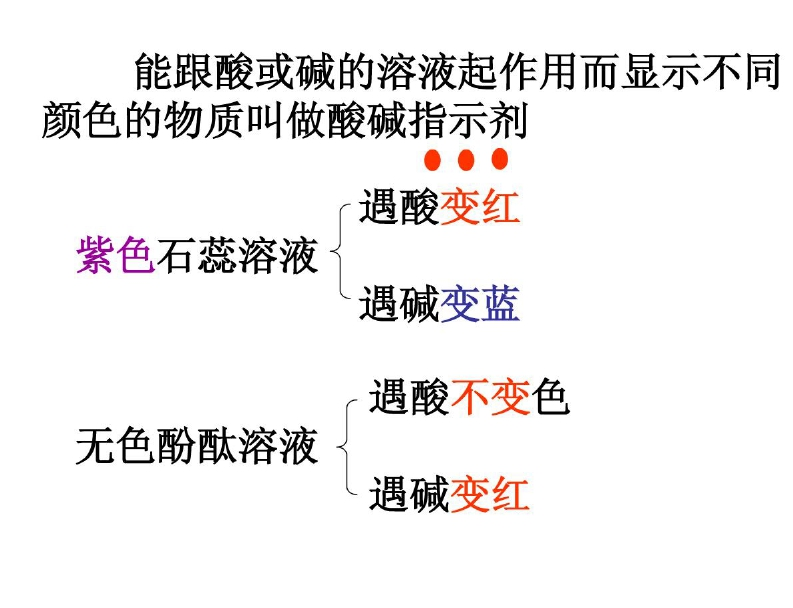 能跟酸或碱的溶液起作用而显示不同
颜色的物质叫做酸碱指示剂
遇酸变红
紫色石蕊溶液
遇碱变蓝
遇酸不变色
无色酚酞溶液
遇碱变红